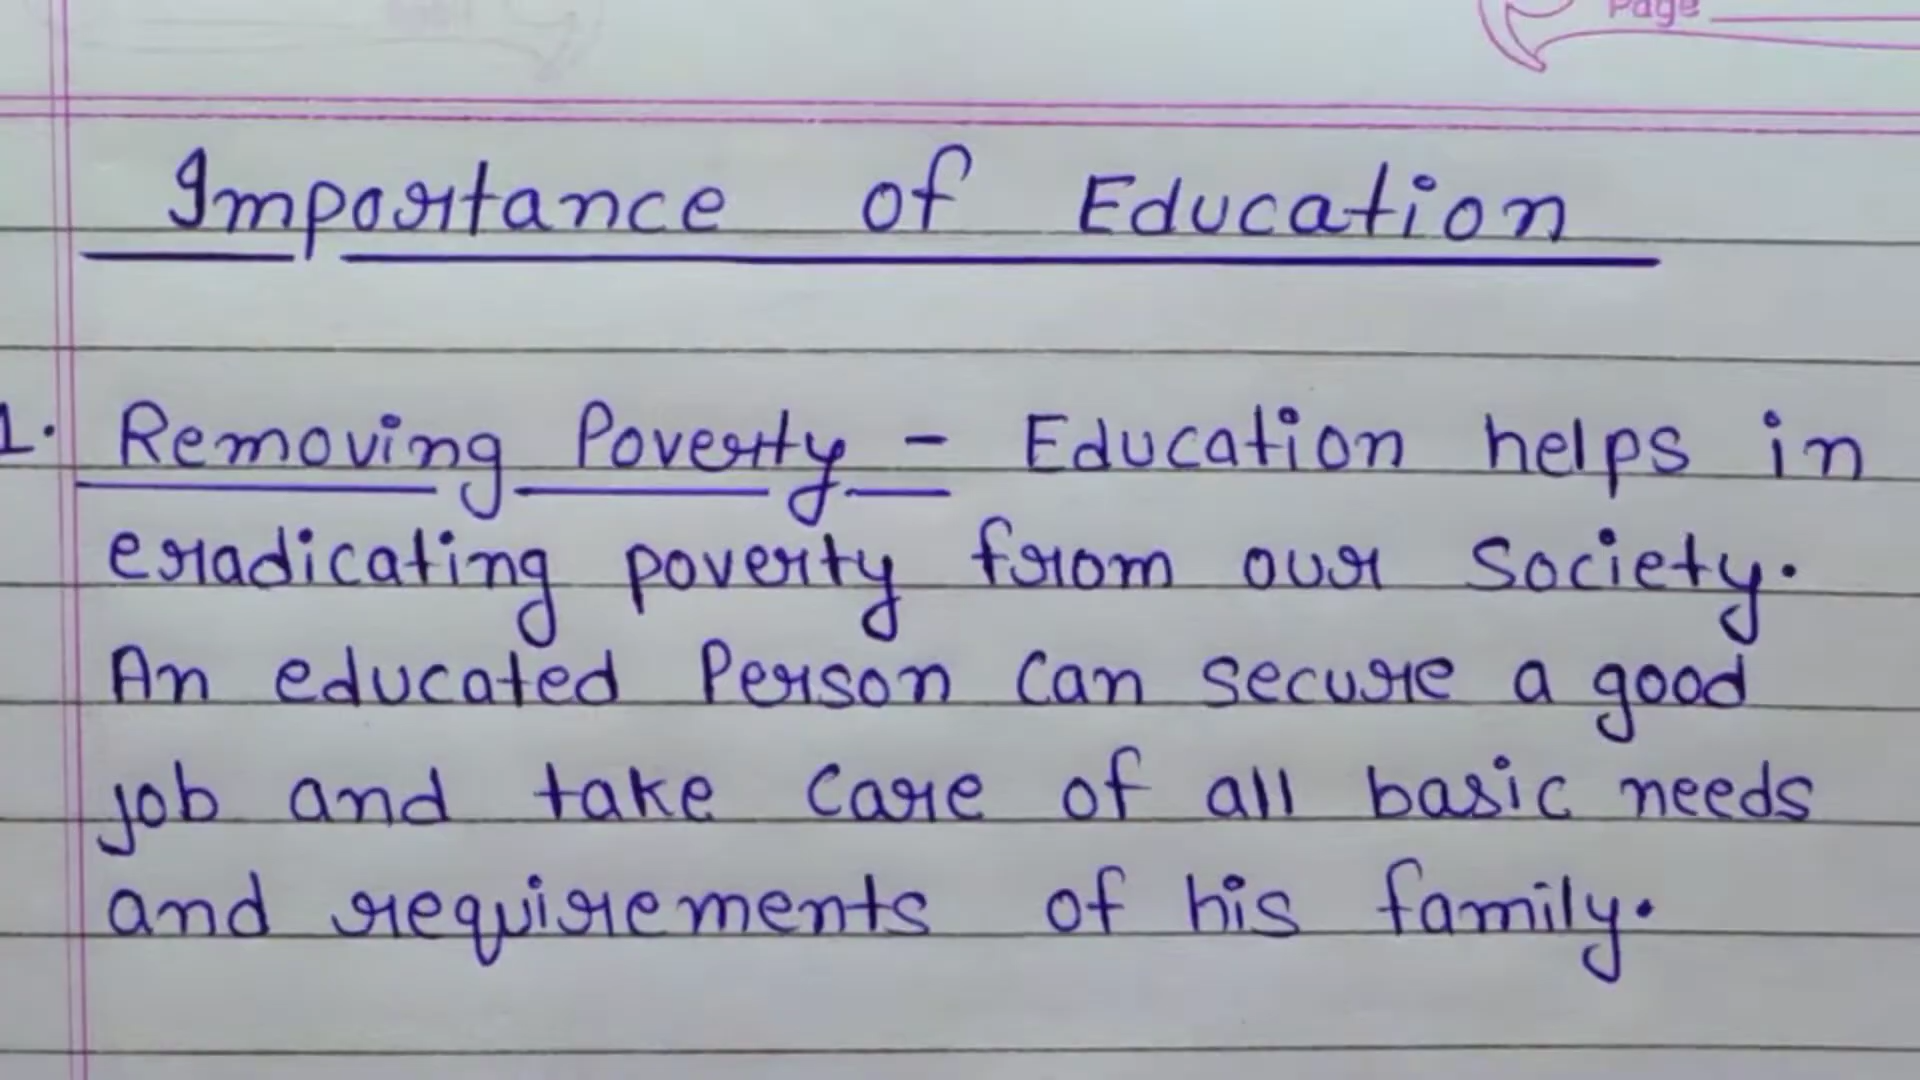 Page
Importance of Education
1. Removing Poverty - Education helps in
eradicating poverty from our Society.
An educated Person Can secure a good
job and take Care of all basic needs
and requirements of his family.